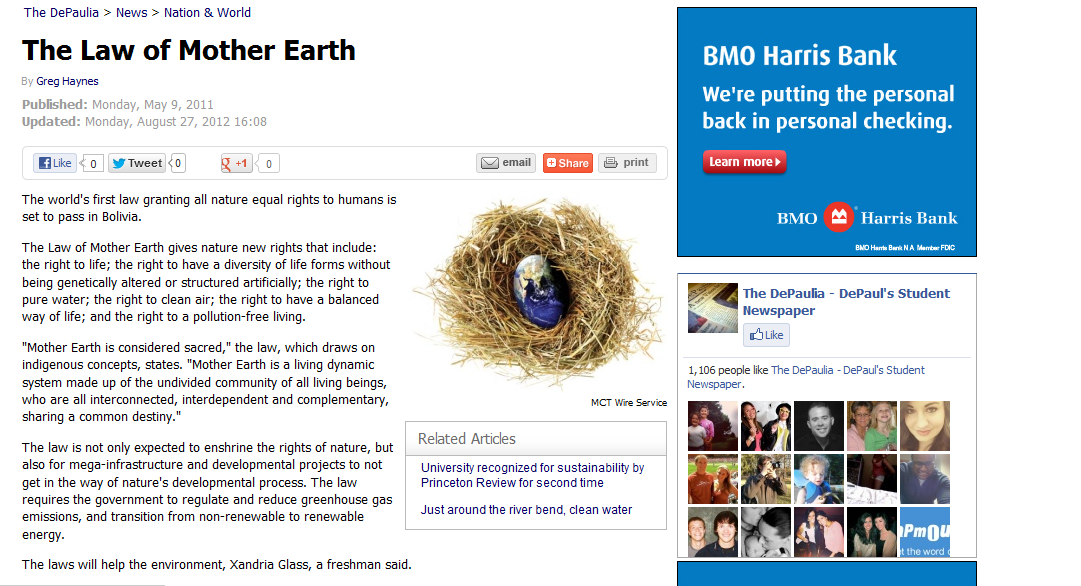 The DePaulia > News > Nation & World
The Law of Mother Earth
By Greg Haynes
Published: Monday, May 9, 2011
Updated: Monday, August 27, 2012 16:08
Like 0 Tweet 0 +1 0 email Share print
The world's first law granting all nature equal rights to humans is
set to pass in Bolivia.
The Law of Mother Earth gives nature new rights that include:
the right to life; the right to have a diversity of life forms without
being genetically altered or structured artificially; the right to
pure water; the right to clean air; the right to have a balanced
way of life; and the right to a pollution-free living.
"Mother Earth is considered sacred," the law, which draws on
indigenous concepts, states. "Mother Earth is a living dynamic
system made up of the undivided community of all living beings,
who are all interconnected, interdependent and complementary,
sharing a common destiny."
The law is not only expected to enshrine the rights of nature, but
also for mega-infrastructure and developmental projects to not
get in the way of nature's developmental process. The law
requires the government to regulate and reduce greenhouse gas
emissions, and transition from non-renewable to renewable
energy.
The laws will help the environment, Xandria Glass, a freshman said.
MCT Wire Service
Related Articles
University recognized for sustainability by
Princeton Review for second time
Just around the river bend, clean water
BMO Harris Bank
We're putting the personal
back in personal checking.
Learn more
BMO Harris Bank
BMO Harris Bank N.A. Member FDIC
The DePaulia - DePaul's Student
Newspaper
Like
1,106 people like The DePaulia - DePaul's Student
Newspaper.